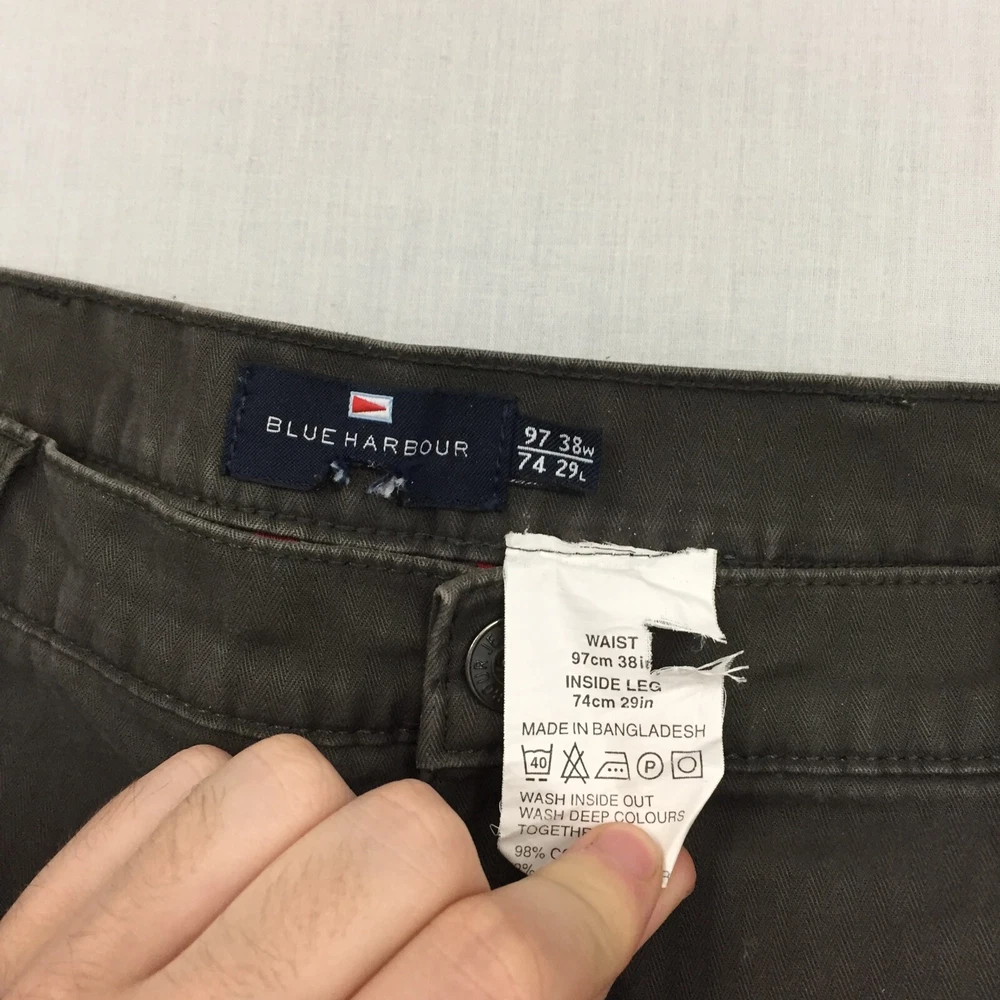 BLUE HARBOUR
97 38W
74 29L
WAIST
97cm 38in
INSIDE LEG
74cm 29in
MADE IN BANGLADESH
40
P
WASH INSIDE OUT
WASH DEEP COLOURS
98%